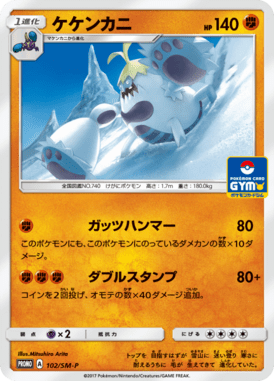 1進化
ケケンカニ
HP 140
マケンカニから進化
全国図鑑NO.740 けがにポケモン 高さ:1.7m 重さ:180.0kg
POKÉMON CARD
GYM
ポケモンカードジム
ガッツハンマー 80
このポケモンにも、このポケモンにのっているダメカンの数×10ダ
メージ。
ダブルスタンプ 80+
コインを2回投げ、オモテの数×40ダメージ追加。
弱点 ×2 抵抗力 にげる
Illus. Mitsuhiro Arita
PROMO A 102/SM-P
©2017 Pokémon/Nintendo/Creatures/GAME FREAK.